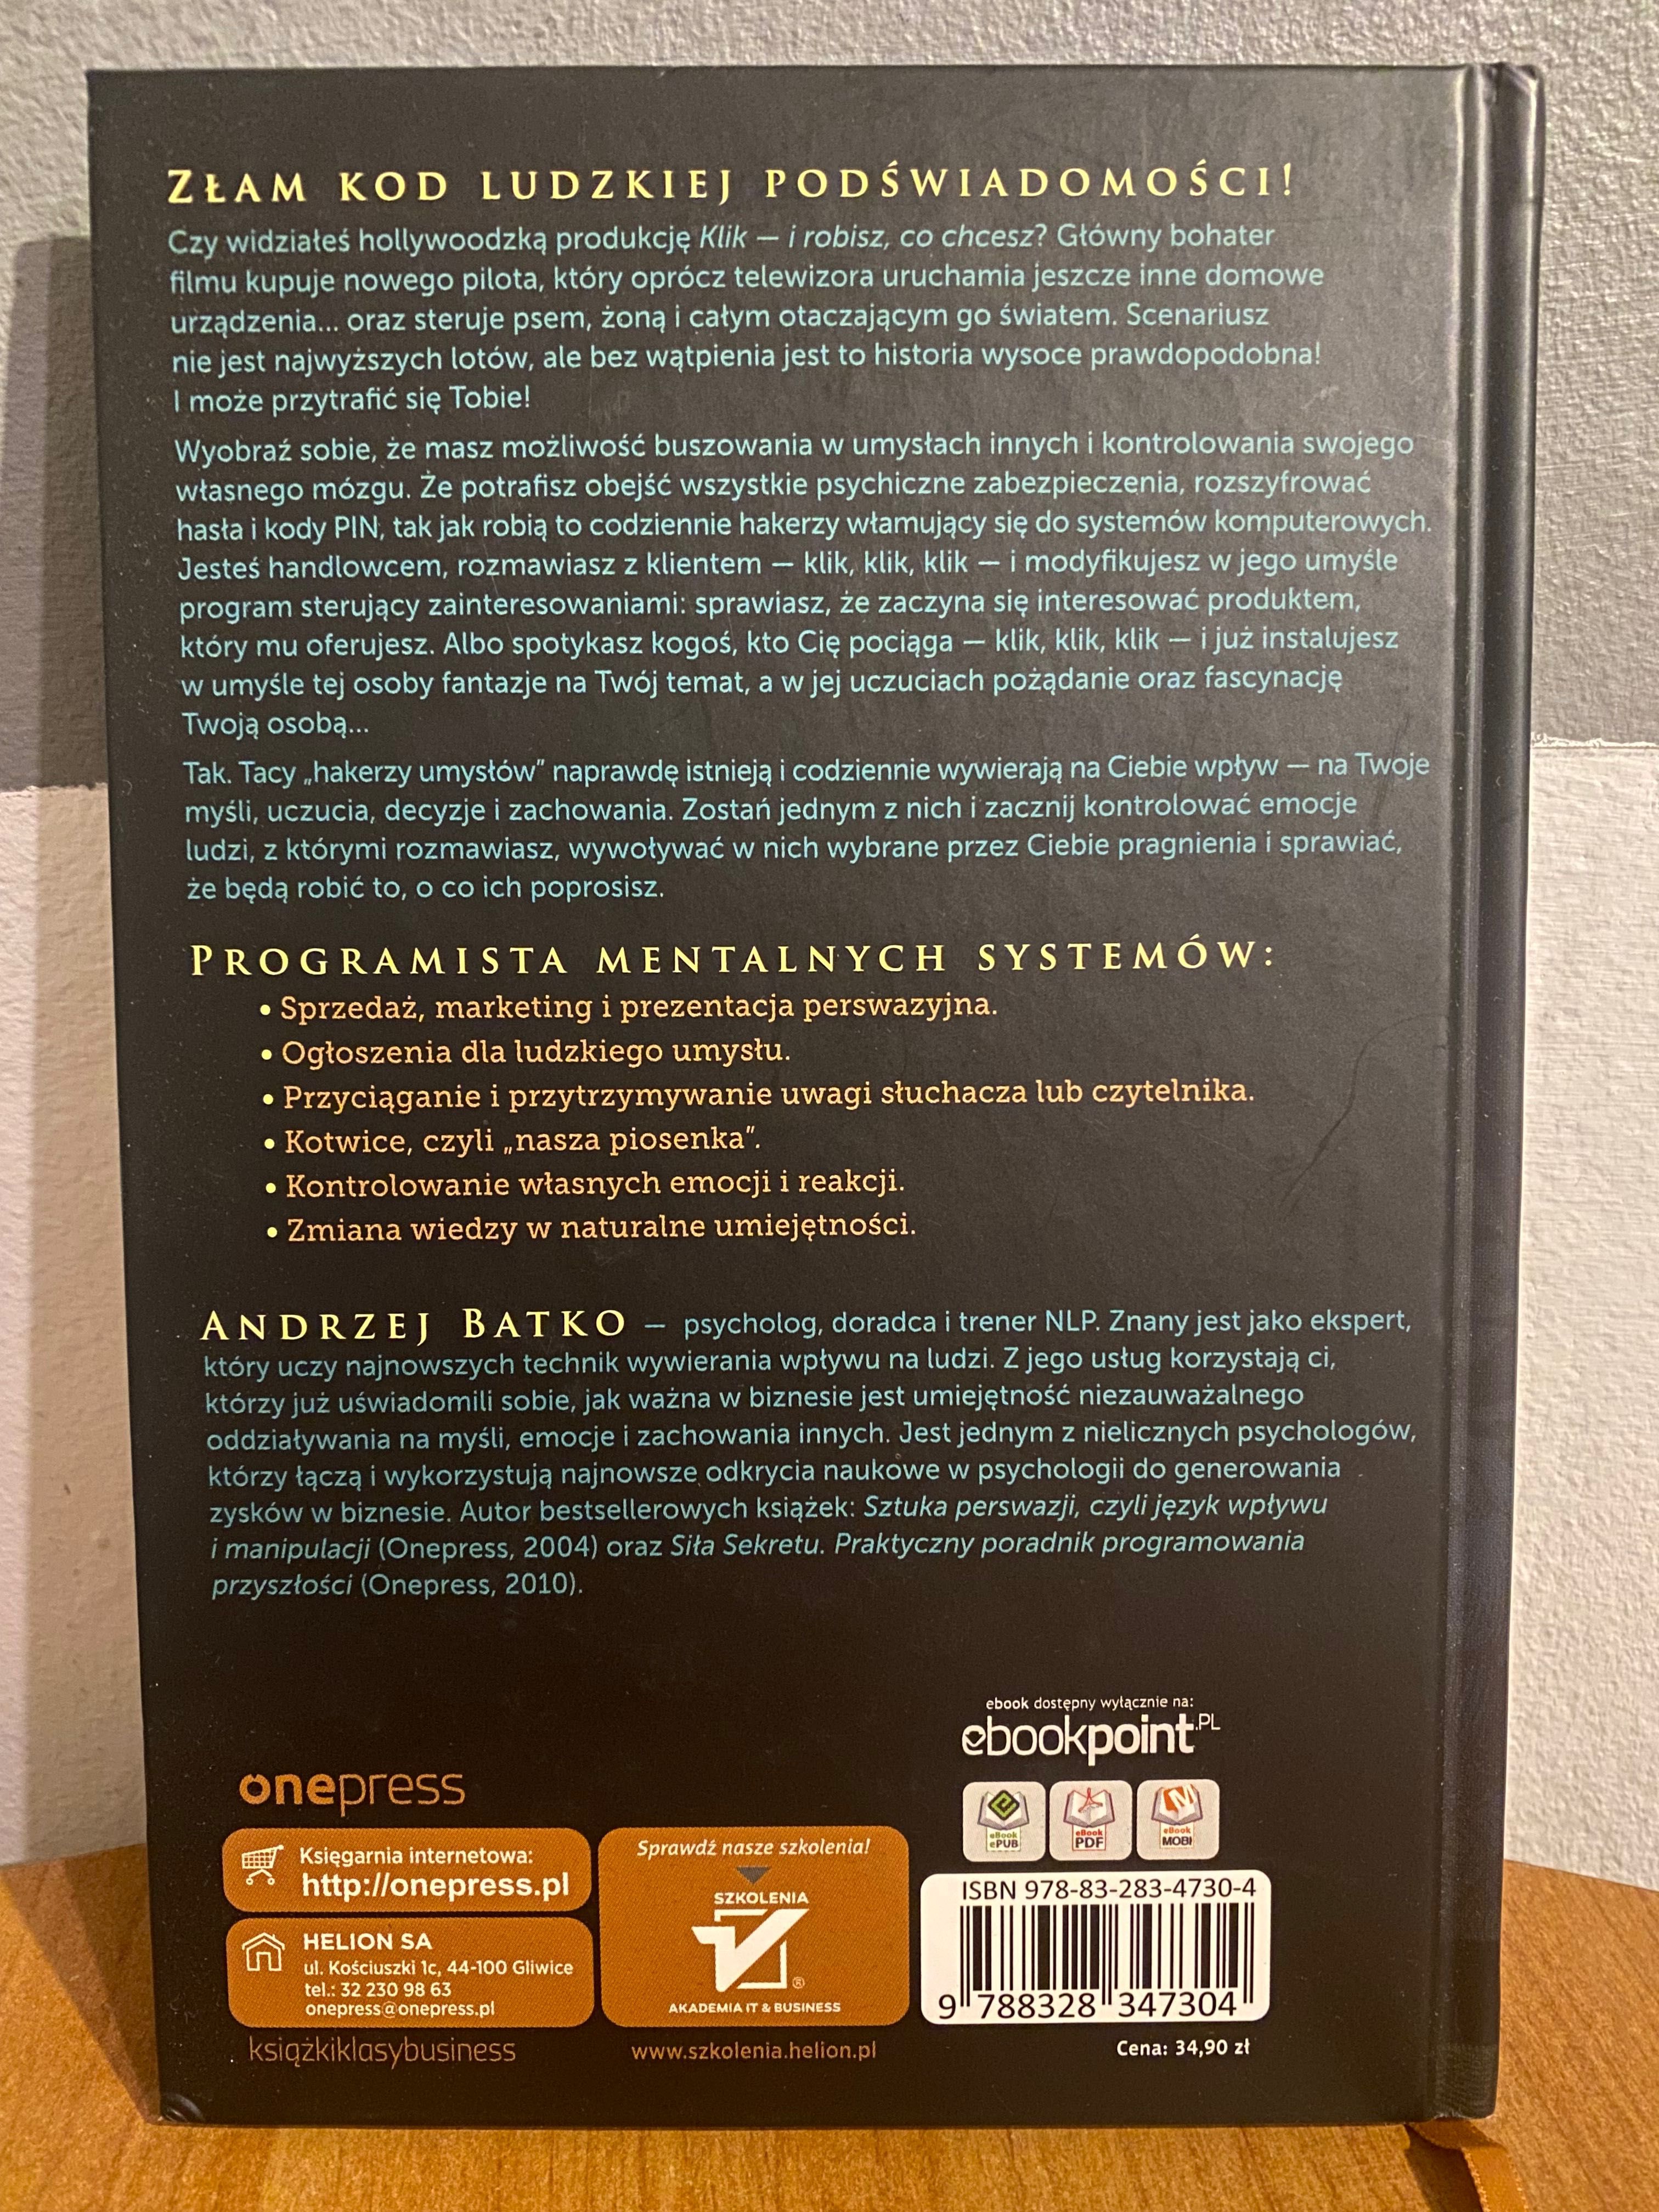 ZŁAM KOD LUDZKIEJ PODŚWIADOMOŚCI!
Czy widziałeś hollywoodzką produkcję Klik — i robisz, co chcesz? Główny bohater
filmu kupuje nowego pilota, który oprócz telewizora uruchamia jeszcze inne domowe
urządzenia... oraz steruje psem, żoną i całym otaczającym go światem. Scenariusz
nie jest najwyższych lotów, ale bez wątpienia jest to historia wysoce prawdopodobna!
I może przytrafić się Tobie!
Wyobraź sobie, że masz możliwość buszowania w umysłach innych i kontrolowania swojego
własnego mózgu. Że potrafisz obejść wszystkie psychiczne zabezpieczenia, rozszyfrować
hasła i kody PIN, tak jak robią to codziennie hakerzy włamujący się do systemów komputerowych.
Jesteś handlowcem, rozmawiasz z klientem — klik, klik, klik — i modyfikujesz w jego umyśle
program sterujący zainteresowaniami: sprawiasz, że zaczyna się interesować produktem,
który mu oferujesz. Albo spotykasz kogoś, kto Cię pociąga — klik, klik, klik — i już instalujesz
w umyśle tej osoby fantazje na Twój temat, a w jej uczuciach pożądanie oraz fascynację
Twoją osobą...
Tak. Tacy „hakerzy umysłów” naprawdę istnieją i codziennie wywierają na Ciebie wpływ — na Twoje
myśli, uczucia, decyzje i zachowania. Zostań jednym z nich i zacznij kontrolować emocje
ludzi, z którymi rozmawiasz, wywoływać w nich wybrane przez Ciebie pragnienia i sprawiać,
że będą robić to, o co ich poprosisz.
PROGRAMISTA MENTALNYCH SYSTEMÓW:
• Sprzedaż, marketing i prezentacja perswazyjna.
• Ogłoszenia dla ludzkiego umysłu.
• Przyciąganie i przytrzymywanie uwagi słuchacza lub czytelnika.
• Kotwice, czyli „nasza piosenka”.
• Kontrolowanie własnych emocji i reakcji.
• Zmiana wiedzy w naturalne umiejętności.
ANDRZEJ BATKO — psycholog, doradca i trener NLP. Znany jest jako ekspert,
który uczy najnowszych technik wywierania wpływu na ludzi. Z jego usług korzystają ci,
którzy już uświadomili sobie, jak ważna w biznesie jest umiejętność niezauważalnego
oddziaływania na myśli, emocje i zachowania innych. Jest jednym z nielicznych psychologów,
którzy łączą i wykorzystują najnowsze odkrycia naukowe w psychologii do generowania
zysków w biznesie. Autor bestsellerowych książek: Sztuka perswazji, czyli język wpływu
i manipulacji (Onepress, 2004) oraz Siła Sekretu. Praktyczny poradnik programowania
przyszłości (Onepress, 2010).
ebook dostępny wyłącznie na:
ebookpoint.PL
eBook ePUB
eBook PDF
eBook MOBI
onepress
Księgarnia internetowa:
http://onepress.pl
HELION SA
ul. Kościuszki 1c, 44-100 Gliwice
tel.: 32 230 98 63
onepress@onepress.pl
książkiklasybusiness
Sprawdź nasze szkolenia!
SZKOLENIA
®
AKADEMIA IT & BUSINESS
www.szkolenia.helion.pl
ISBN 978-83-283-4730-4
9 788328 347304
Cena: 34,90 zł